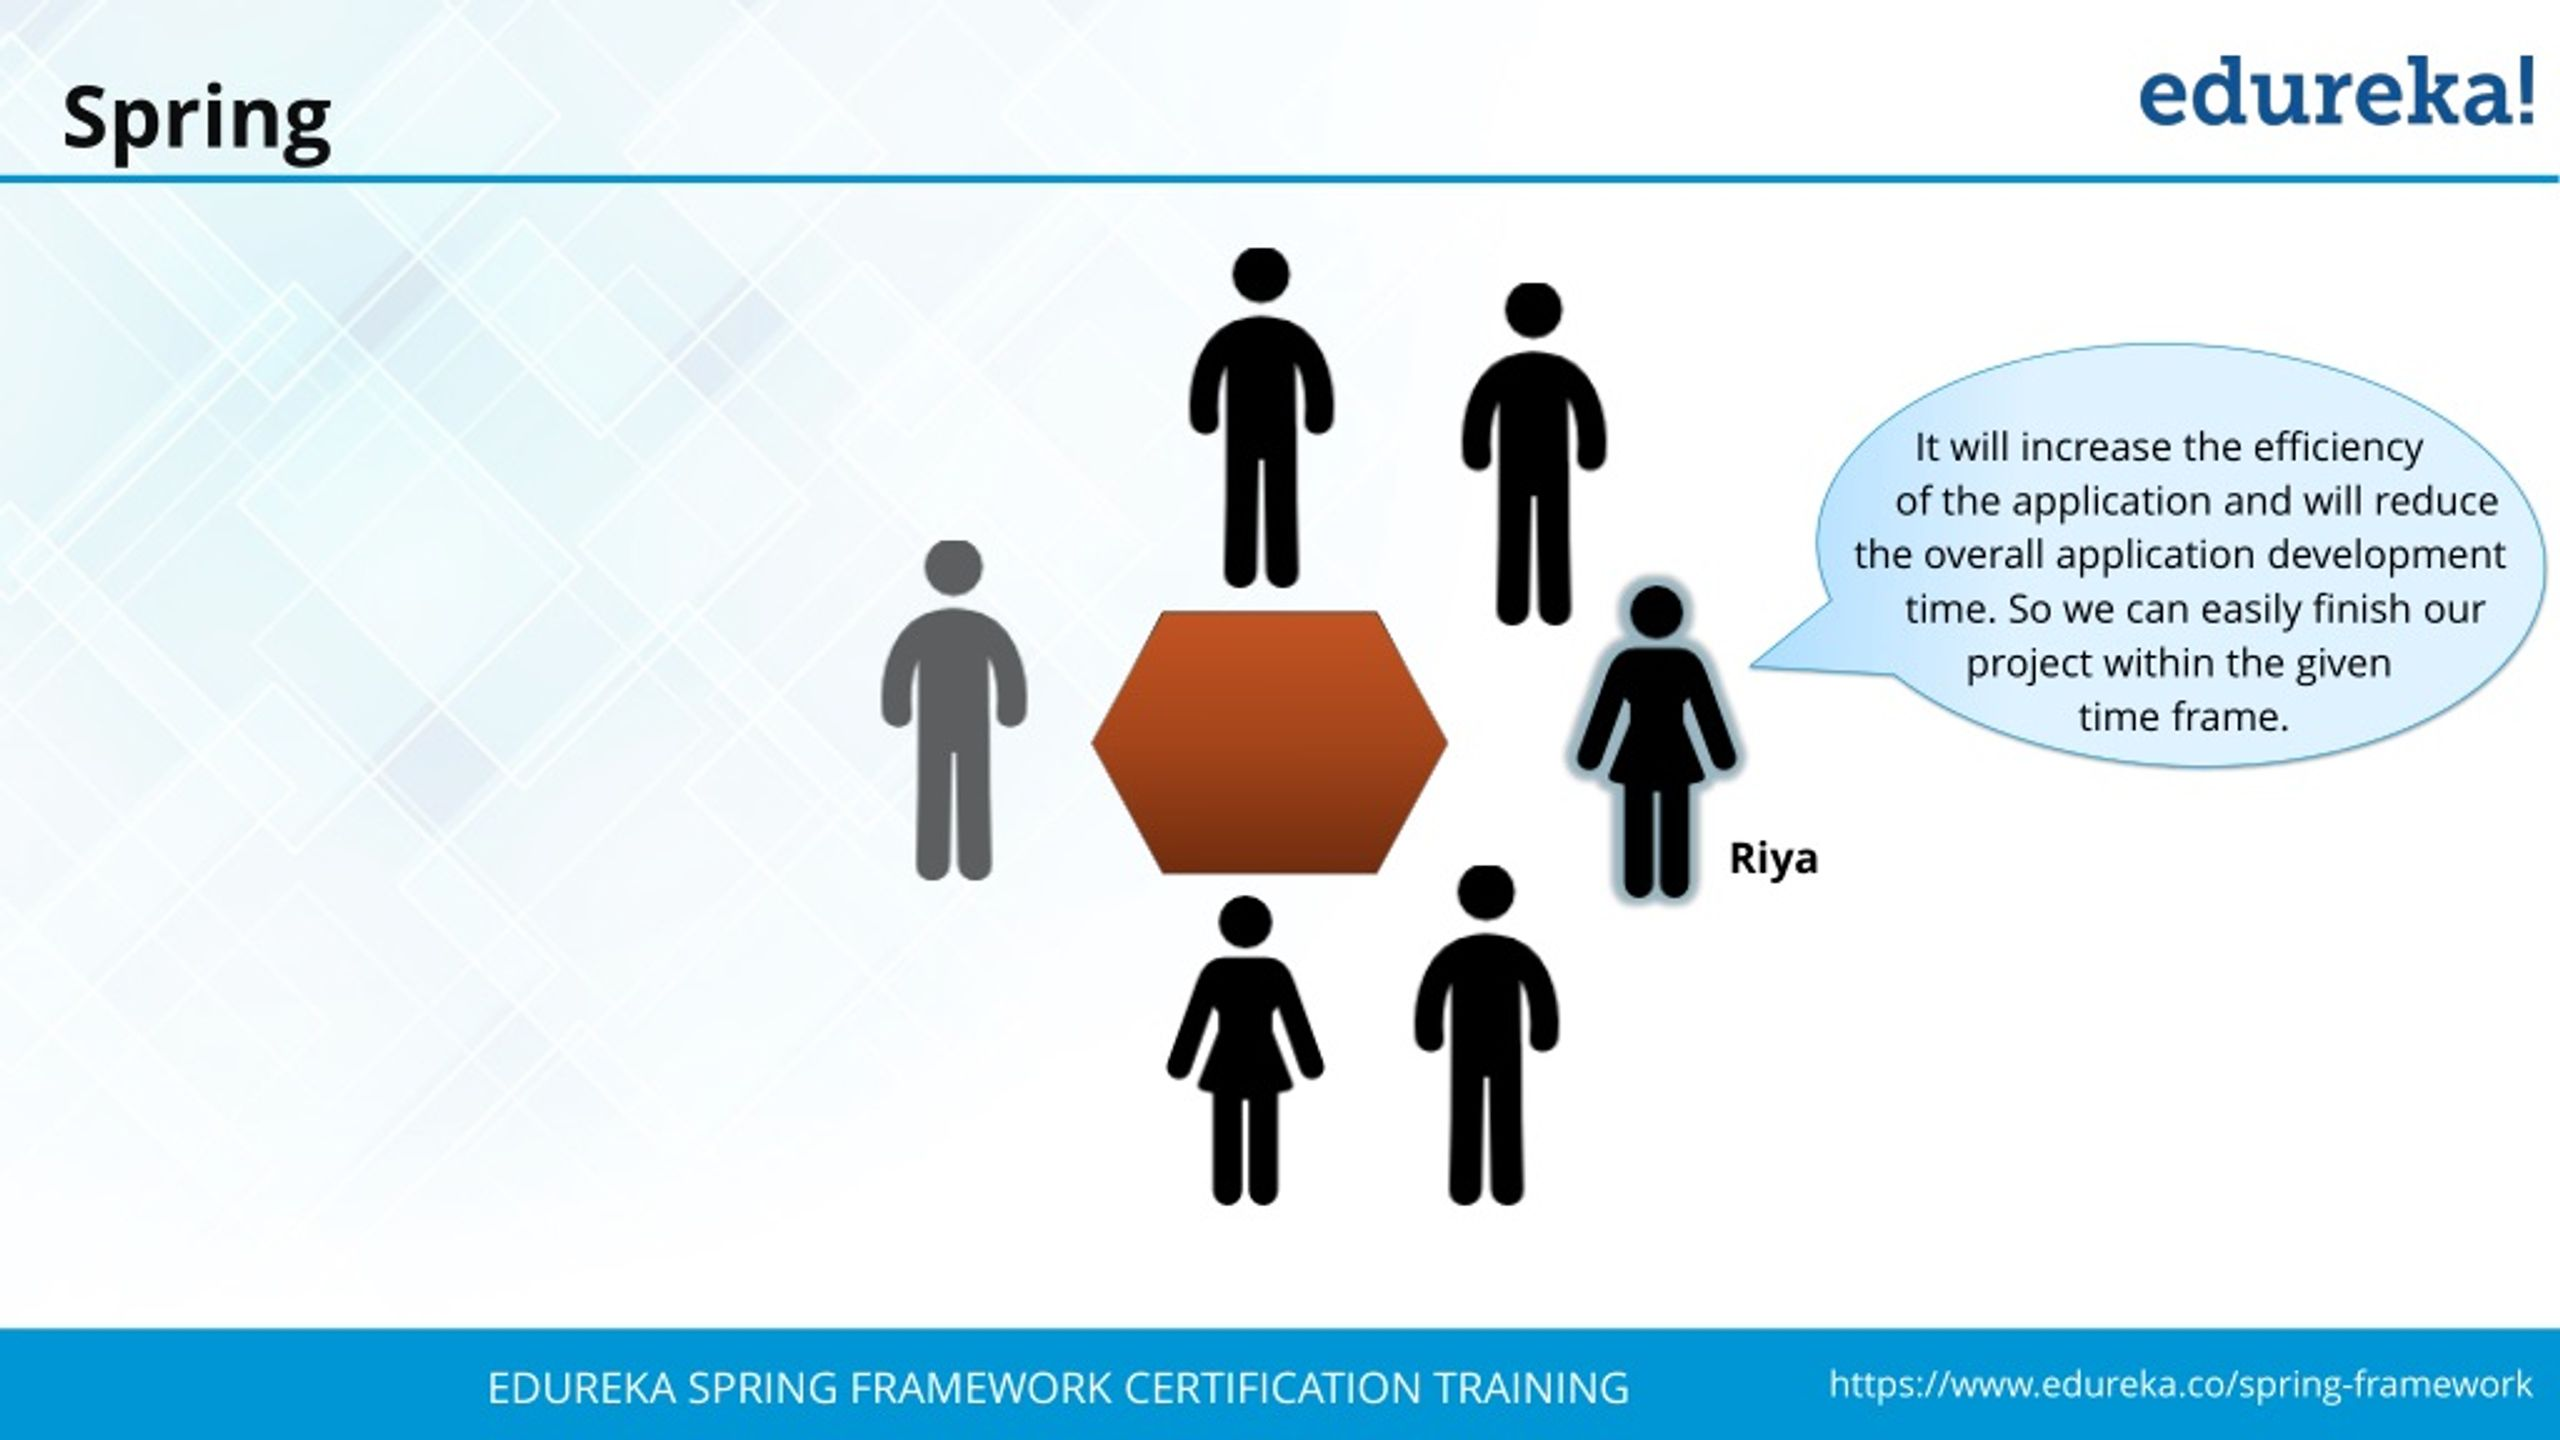 Spring
edureka!
It will increase the efficiency
of the application and will reduce
the overall application development
time. So we can easily finish our
project within the given
time frame.
Riya
EDUREKA SPRING FRAMEWORK CERTIFICATION TRAINING
https://www.edureka.co/spring-framework